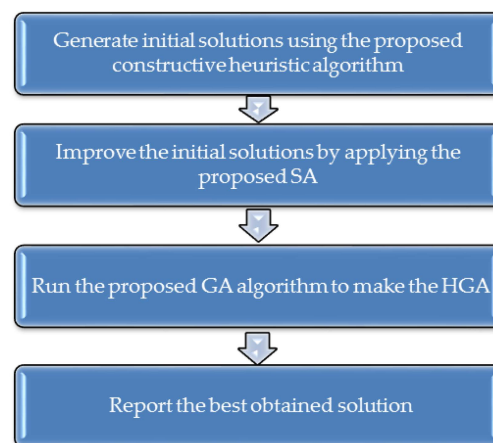 Generate initial solutions using the proposed
constructive heuristic algorithm
Improve the initial solutions by applying the
proposed SA
Run the proposed GA algorithm to make the HGA
Report the best obtained solution